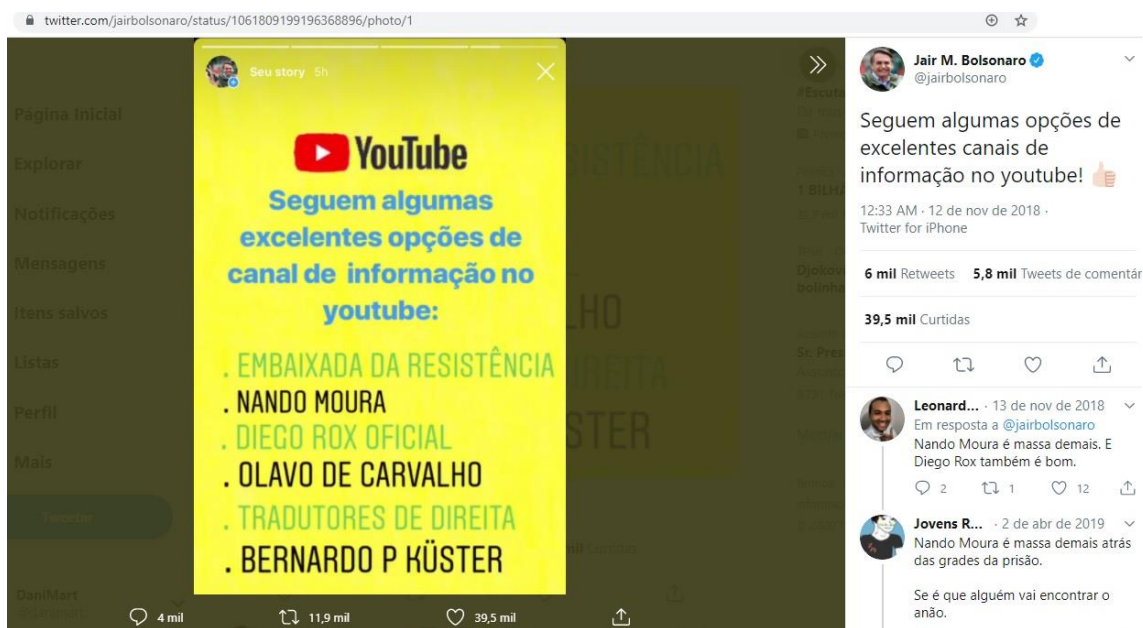 twitter.com/jairbolsonaro/status/1061809199196368896/photo/1
Página Inicial
Explorar
Notificações
Mensagens
Itens salvos
Listas
Perfil
Mais
Tweetar
DaniMart
Seu story 5h
YouTube
Seguem algumas
excelentes opções de
canal de informação no
youtube:
. EMBAIXADA DA RESISTÊNCIA
. NANDO MOURA
. DIEGO ROX OFICIAL
. OLAVO DE CARVALHO
. TRADUTORES DE DIREITA
. BERNARDO P KÜSTER
4 mil
11,9 mil
39,5 mil
Jair M. Bolsonaro
@jairbolsonaro
Seguem algumas opções de
excelentes canais de
informação no youtube!
12:33 AM · 12 de nov de 2018 ·
Twitter for iPhone
6 mil Retweets 5,8 mil Tweets de comentár
39,5 mil Curtidas
Leonard... · 13 de nov de 2018
Em resposta a @jairbolsonaro
Nando Moura é massa demais. E
Diego Rox também é bom.
2 1 12
Jovens R... · 2 de abr de 2019
Nando Moura é massa demais atrás
das grades da prisão.
Se é que alguém vai encontrar o
anão.